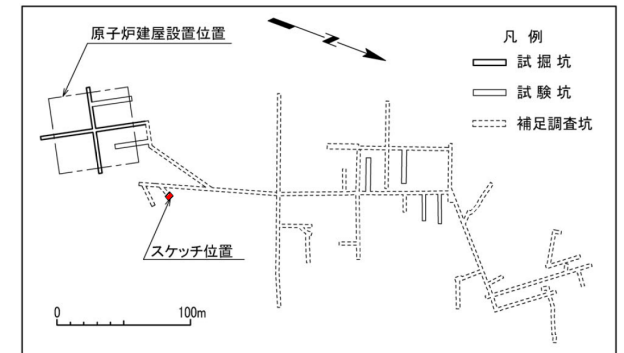 原子炉建屋設置位置
凡 例
試 掘 坑
試 験 坑
補足調査坑
スケッチ位置
0 100m